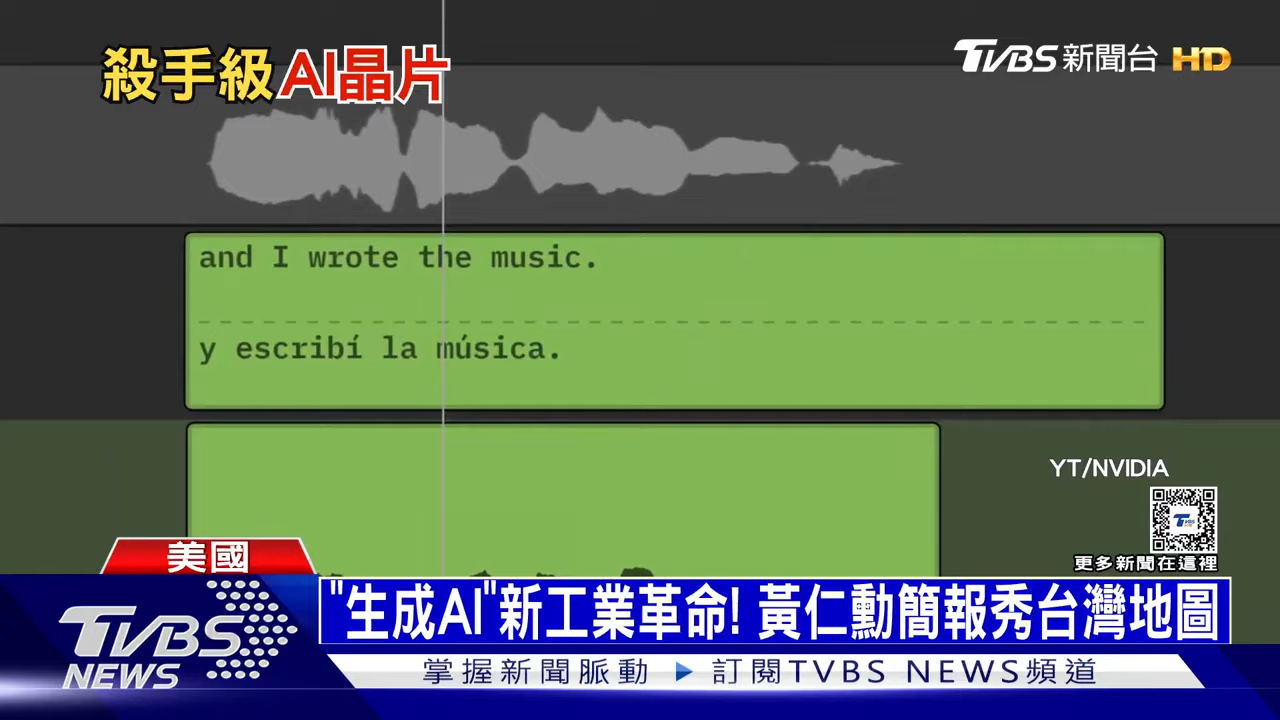 殺手級AI晶片
TVBS新聞台 HD
and I wrote the music.
y escribí la música.
YT/NVIDIA
更多新聞在這裡
美國
"生成AI"新工業革命! 黃仁勳簡報秀台灣地圖
TVBS NEWS
掌握新聞脈動 ▶ 訂閱TVBS NEWS頻道